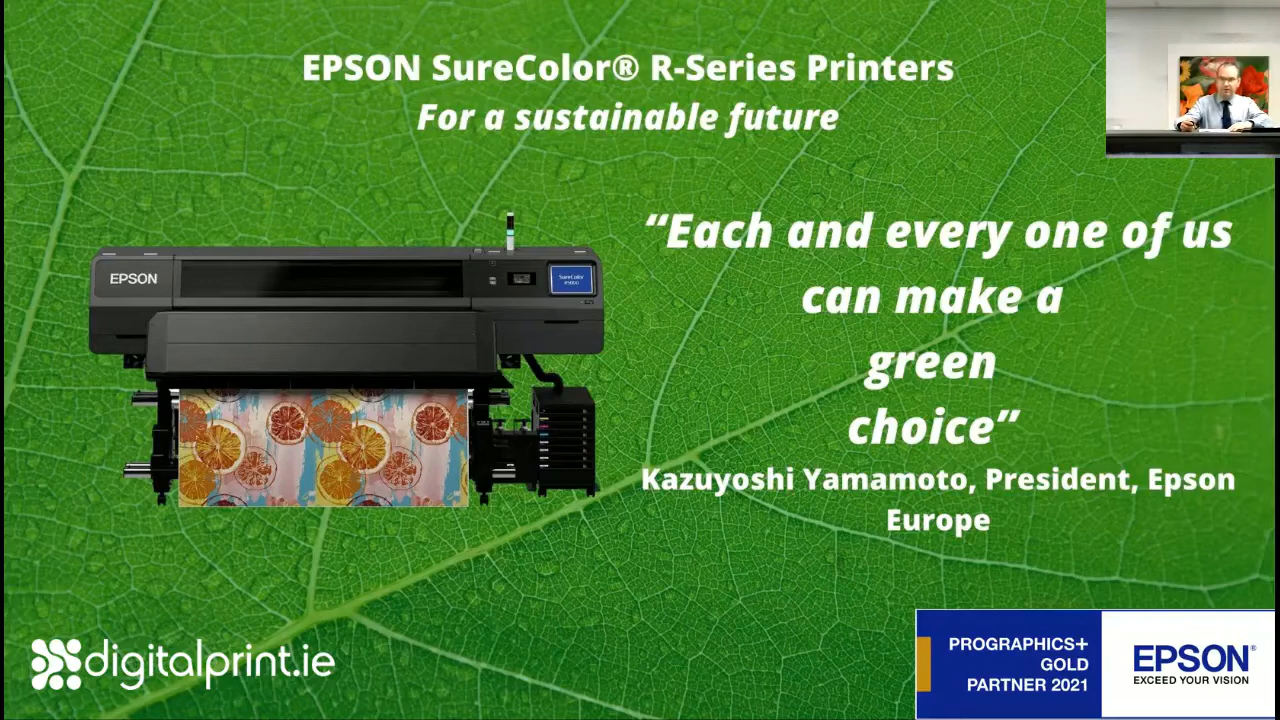 EPSON SureColor® R-Series Printers
For a sustainable future
“Each and every one of us
can make a
green
choice”
Kazuyoshi Yamamoto, President, Epson
Europe
EPSON
SureColor
digitalprint.ie
PROGRAPHICS+
GOLD
PARTNER 2021
EPSON®
EXCEED YOUR VISION